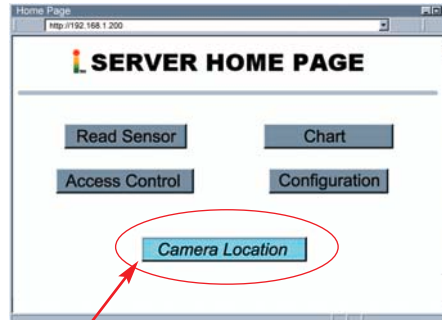 Home Page
http://192.168.1.200
i SERVER HOME PAGE
Read Sensor
Chart
Access Control
Configuration
Camera Location